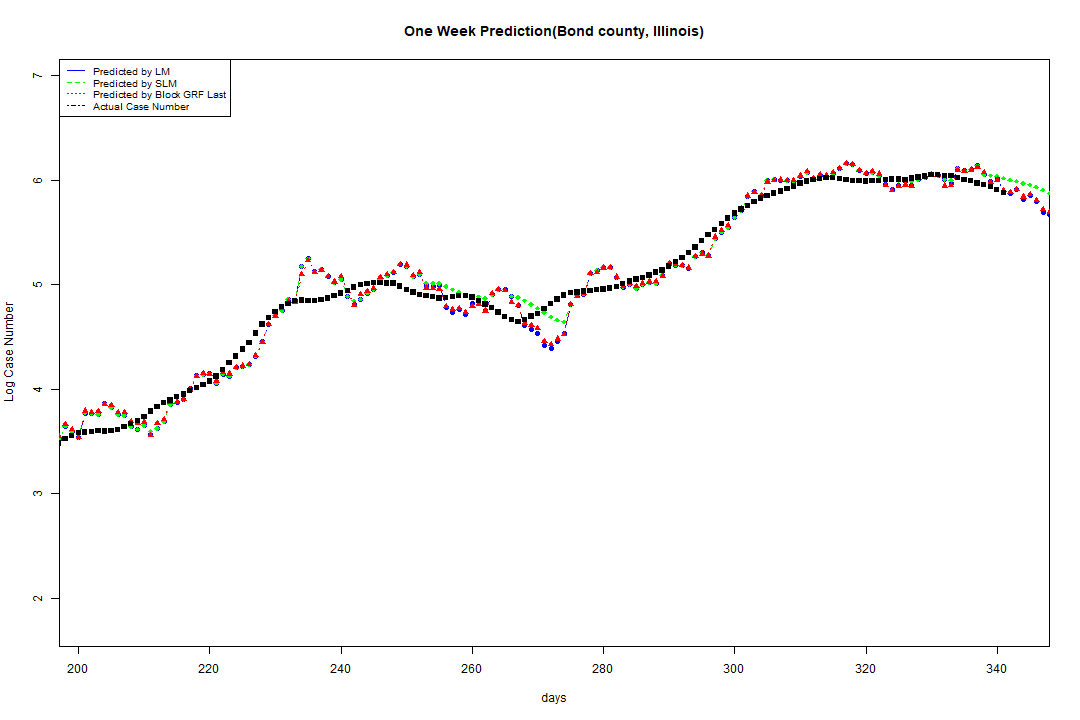 One Week Prediction(Bond county, Illinois)
Predicted by LM
Predicted by SLM
Predicted by Block GRF Last
Actual Case Number
7
6
5
4
3
2
Log Case Number
200 220 240 260 280 300 320 340
days